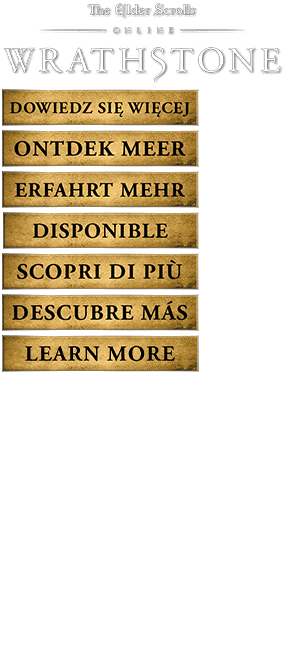 The Elder Scrolls
ONLINE
WRATHSTONE
DOWIEDZ SIĘ WIĘCEJ
ONTDEK MEER
ERFAHRT MEHR
DISPONIBLE
SCOPRI DI PIÙ
DESCUBRE MÁS
LEARN MORE